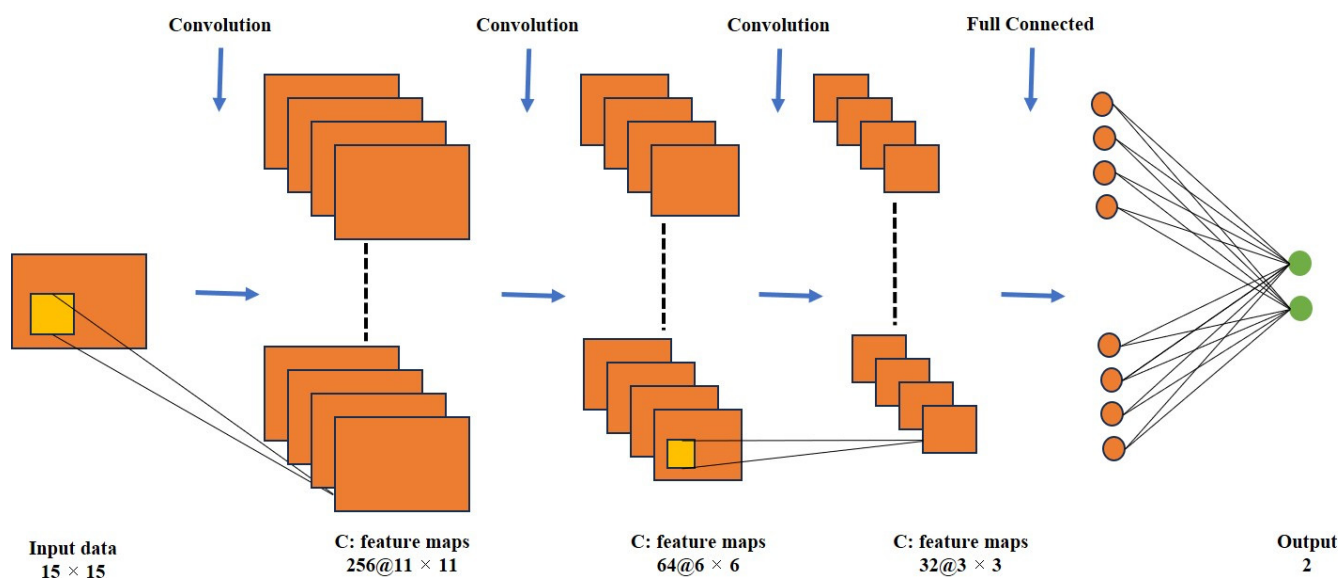 Convolution
Convolution
Convolution
Full Connected
Input data
15 × 15
C: feature maps
256@11 × 11
C: feature maps
64@6 × 6
C: feature maps
32@3 × 3
Output
2